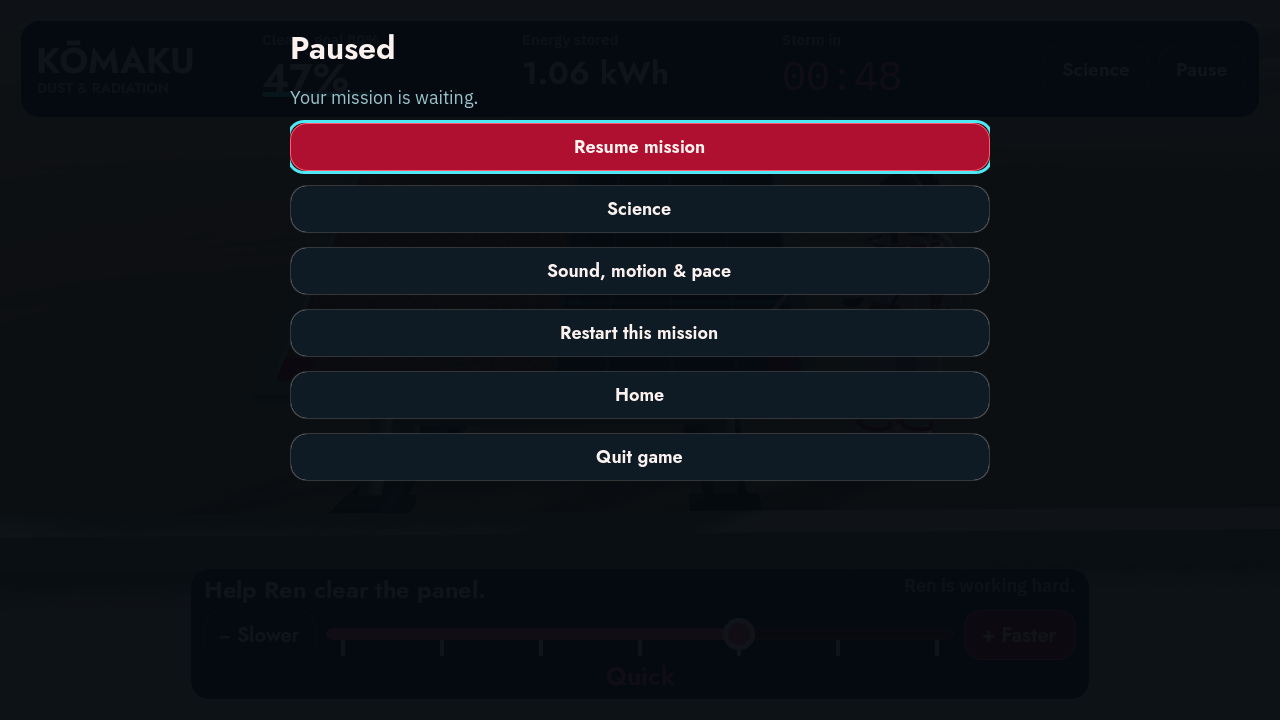 Paused
Your mission is waiting.
Resume mission
Science
Sound, motion & pace
Restart this mission
Home
Quit game
KŌMAKU
DUST & RADIATION
47%
Energy stored
1.06 kWh
Storm in
00:48
Science
Pause
Help Ren clear the panel.
Ren is working hard.
– Slower
+ Faster
Quick